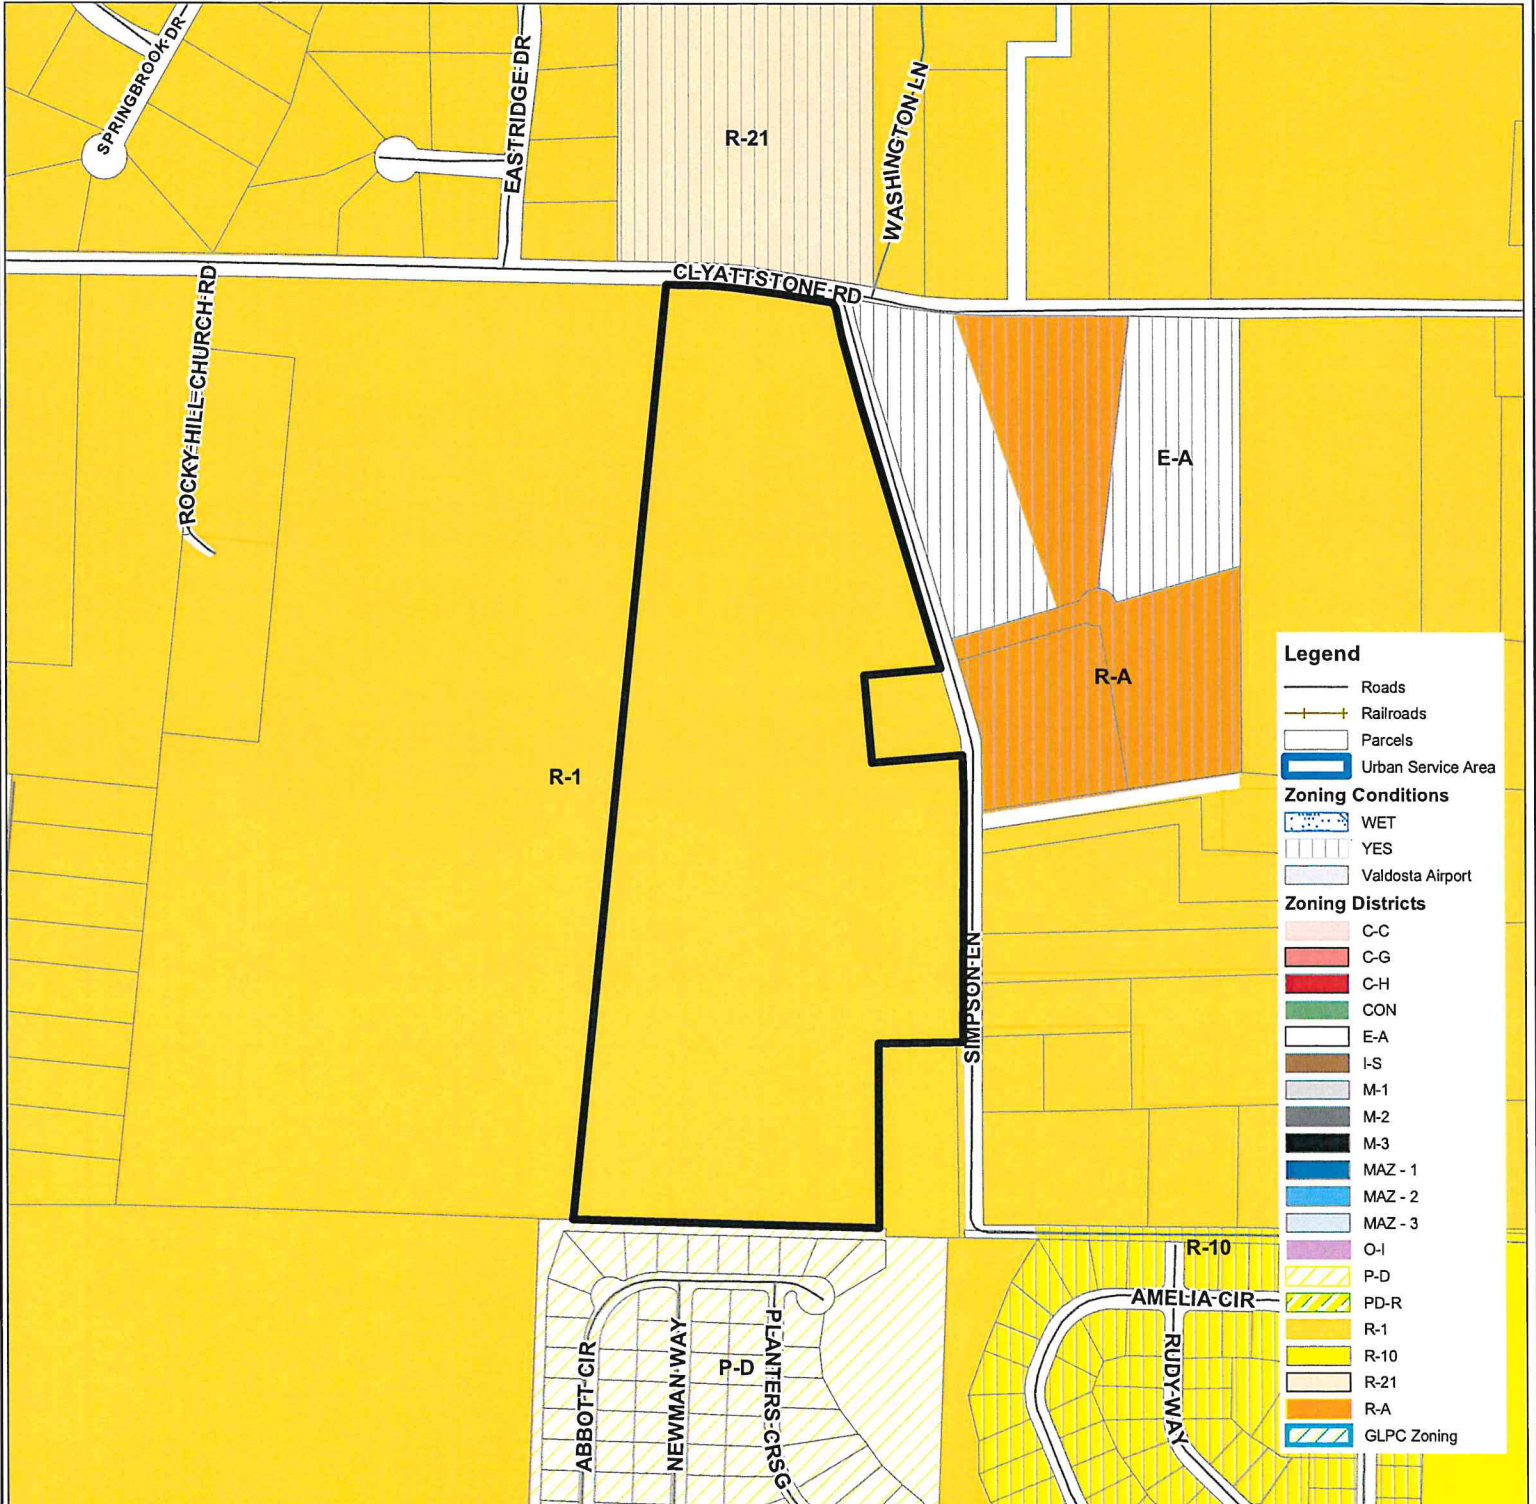 SPRINGBROOK DR
EASTRIDGE DR
R-21
WASHINGTON LN
CLYATTSTONE RD
ROCKY HILL CHURCH RD
E-A
R-A
R-1
SIMPSON LN
R-10
AMELIA CIR
RUDY WAY
P-D
ABBOTT CIR
NEWMAN WAY
PLANTERS CRSG
Legend
Roads
Railroads
Parcels
Urban Service Area
Zoning Conditions
WET
YES
Valdosta Airport
Zoning Districts
C-C
C-G
C-H
CON
E-A
I-S
M-1
M-2
M-3
MAZ - 1
MAZ - 2
MAZ - 3
O-I
P-D
PD-R
R-1
R-10
R-21
R-A
GLPC Zoning